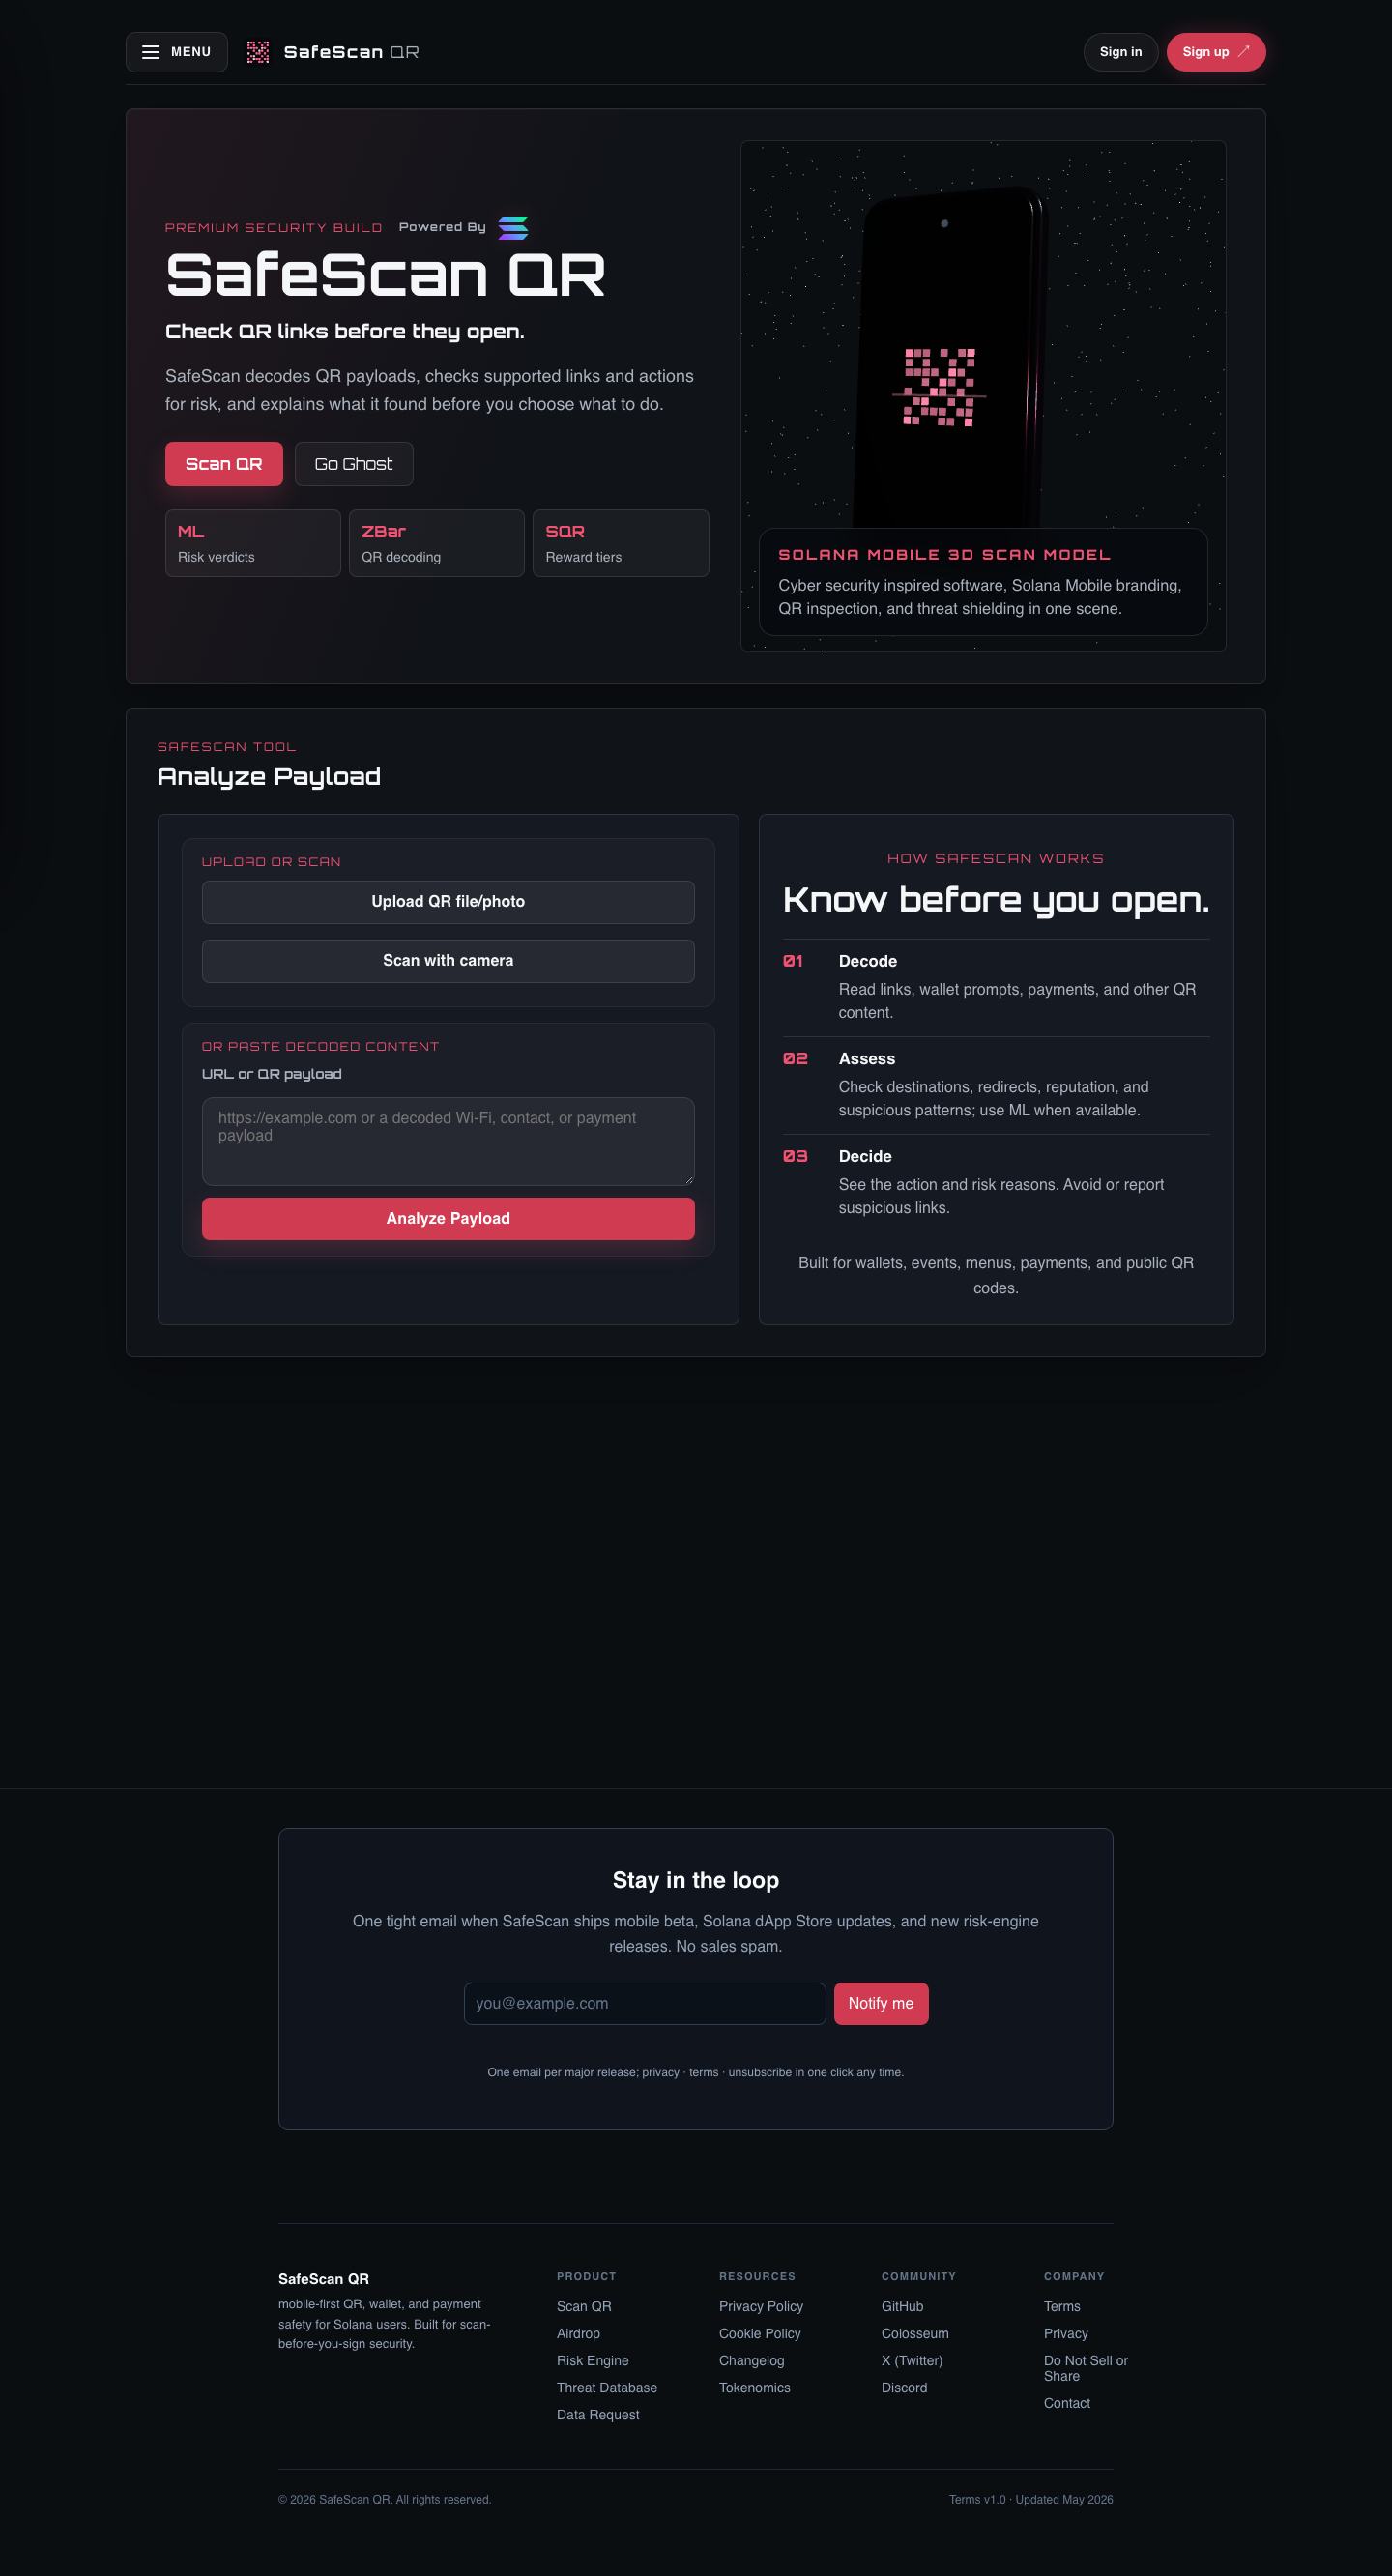 MENU
SafeScan QR
Sign in
Sign up
PREMIUM SECURITY BUILD
Powered By
SafeScan QR
Check QR links before they open.
SafeScan decodes QR payloads, checks supported links and actions
for risk, and explains what it found before you choose what to do.
Scan QR
Go Ghost
ML
Risk verdicts
ZBar
QR decoding
SQR
Reward tiers
SOLANA MOBILE 3D SCAN MODEL
Cyber security inspired software, Solana Mobile branding,
QR inspection, and threat shielding in one scene.
SAFESCAN TOOL
Analyze Payload
UPLOAD OR SCAN
Upload QR file/photo
Scan with camera
OR PASTE DECODED CONTENT
URL or QR payload
https://example.com or a decoded Wi-Fi, contact, or payment
payload
Analyze Payload
HOW SAFESCAN WORKS
Know before you open.
01
Decode
Read links, wallet prompts, payments, and other QR
content.
02
Assess
Check destinations, redirects, reputation, and
suspicious patterns; use ML when available.
03
Decide
See the action and risk reasons. Avoid or report
suspicious links.
Built for wallets, events, menus, payments, and public QR
codes.
Stay in the loop
One tight email when SafeScan ships mobile beta, Solana dApp Store updates, and new risk-engine
releases. No sales spam.
you@example.com
Notify me
One email per major release; privacy · terms · unsubscribe in one click any time.
SafeScan QR
mobile-first QR, wallet, and payment
safety for Solana users. Built for scan-
before-you-sign security.
PRODUCT
Scan QR
Airdrop
Risk Engine
Threat Database
Data Request
RESOURCES
Privacy Policy
Cookie Policy
Changelog
Tokenomics
COMMUNITY
GitHub
Colosseum
X (Twitter)
Discord
COMPANY
Terms
Privacy
Do Not Sell or
Share
Contact
© 2026 SafeScan QR. All rights reserved.
Terms v1.0 · Updated May 2026